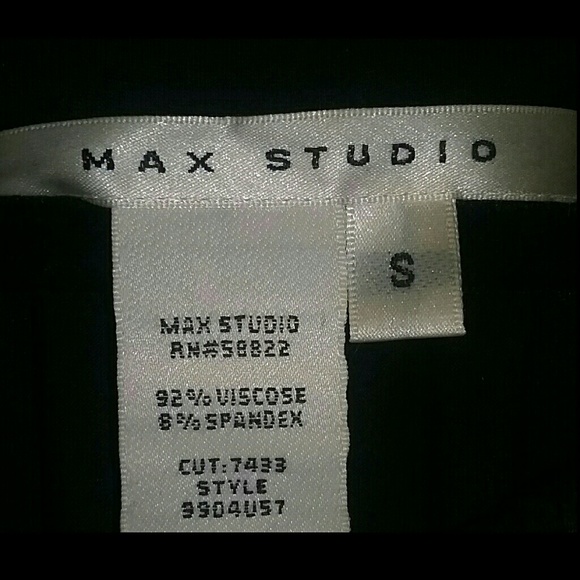 MAX STUDIO
S
MAX STUDIO
RN#58822
92% VISCOSE
8% SPANDEX
CUT:7433
STYLE
9904U57